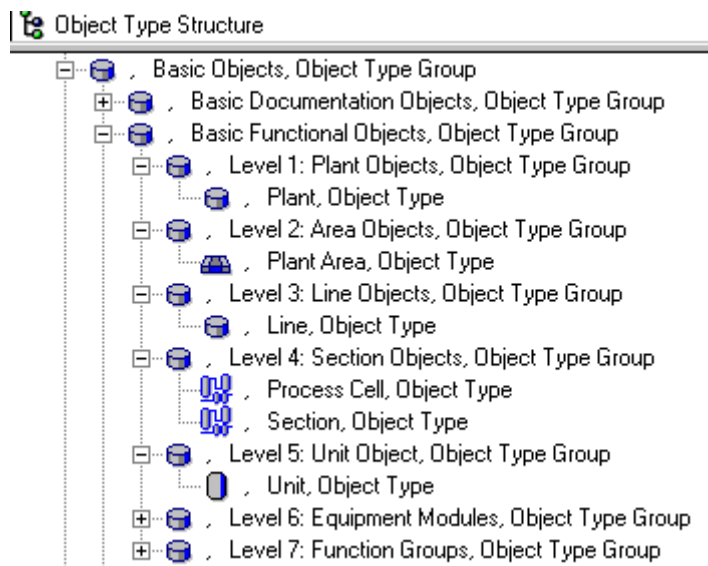 Object Type Structure
, Basic Objects, Object Type Group
, Basic Documentation Objects, Object Type Group
, Basic Functional Objects, Object Type Group
, Level 1: Plant Objects, Object Type Group
, Plant, Object Type
, Level 2: Area Objects, Object Type Group
, Plant Area, Object Type
, Level 3: Line Objects, Object Type Group
, Line, Object Type
, Level 4: Section Objects, Object Type Group
, Process Cell, Object Type
, Section, Object Type
, Level 5: Unit Object, Object Type Group
, Unit, Object Type
, Level 6: Equipment Modules, Object Type Group
, Level 7: Function Groups, Object Type Group